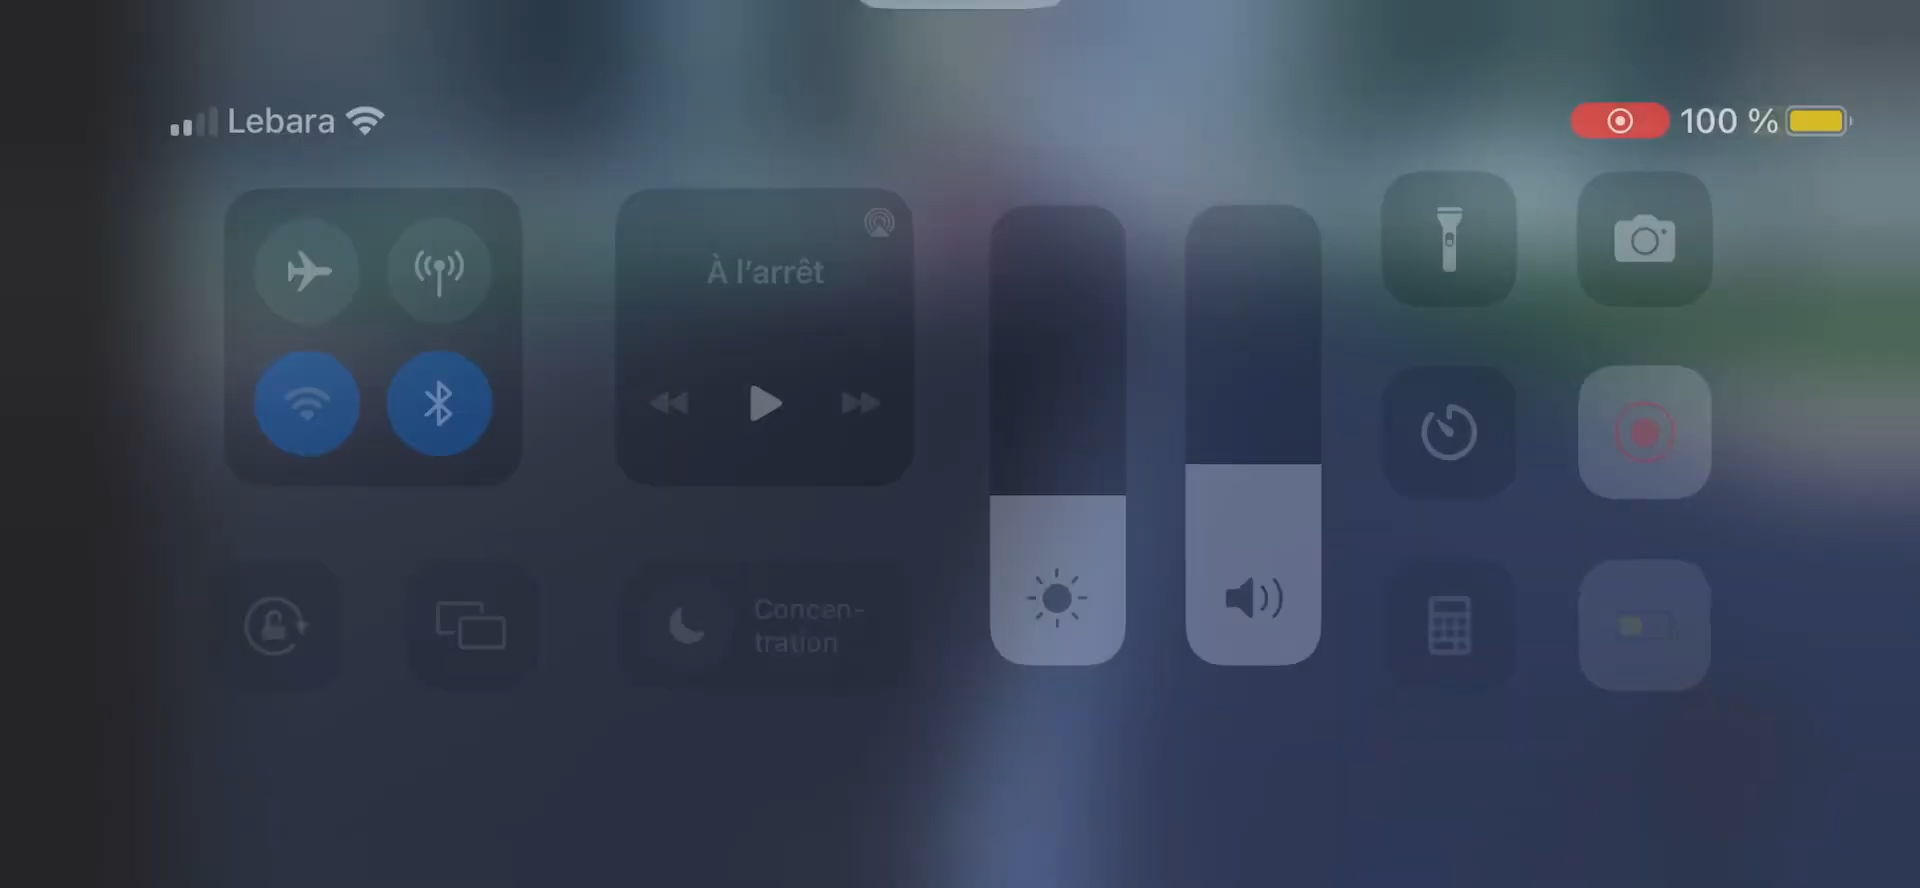 Lebara
100 %
À l’arrêt
Concen-
tration